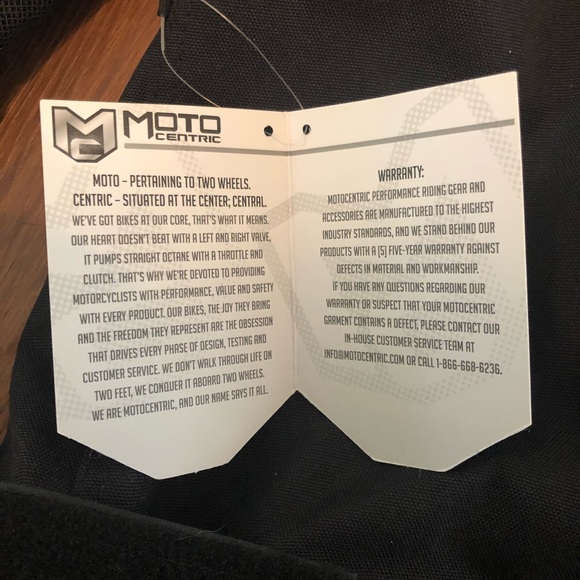 MC MOTO
CENTRIC
MOTO - PERTAINING TO TWO WHEELS.
CENTRIC - SITUATED AT THE CENTER; CENTRAL.
WE'VE GOT BIKES AT OUR CORE, THAT'S WHAT IT MEANS.
OUR HEART DOESN'T BEAT WITH A LEFT AND RIGHT VALVE,
IT PUMPS STRAIGHT OCTANE WITH A THROTTLE AND
CLUTCH. THAT'S WHY WE'RE DEVOTED TO PROVIDING
MOTORCYCLISTS WITH PERFORMANCE, VALUE AND SAFETY
WITH EVERY PRODUCT. OUR BIKES, THE JOY THEY BRING
AND THE FREEDOM THEY REPRESENT ARE THE OBSESSION
THAT DRIVES EVERY PHASE OF DESIGN, TESTING AND
CUSTOMER SERVICE. WE DON'T WALK THROUGH LIFE ON
TWO FEET, WE CONQUER IT ABOARD TWO WHEELS.
WE ARE MOTOCENTRIC, AND OUR NAME SAYS IT ALL.
WARRANTY:
MOTOCENTRIC PERFORMANCE RIDING GEAR AND
ACCESSORIES ARE MANUFACTURED TO THE HIGHEST
INDUSTRY STANDARDS, AND WE STAND BEHIND OUR
PRODUCTS WITH A (5) FIVE-YEAR WARRANTY AGAINST
DEFECTS IN MATERIAL AND WORKMANSHIP.
IF YOU HAVE ANY QUESTIONS REGARDING OUR
WARRANTY OR SUSPECT THAT YOUR MOTOCENTRIC
GARMENT CONTAINS A DEFECT, PLEASE CONTACT OUR
IN-HOUSE CUSTOMER SERVICE TEAM AT
INFO@MOTOCENTRIC.COM OR CALL 1-866-668-6236.